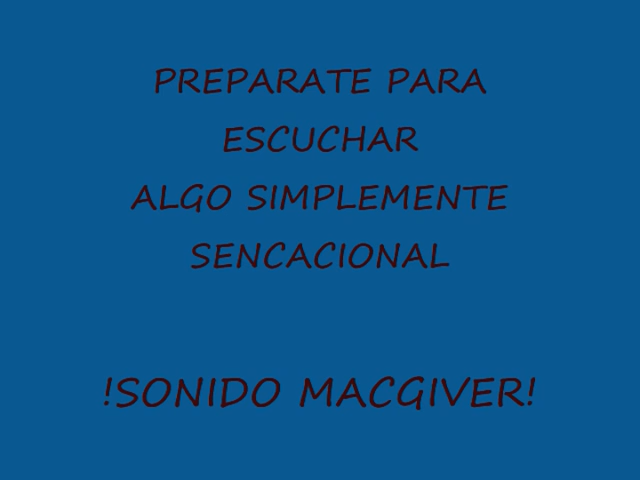 PREPARATE PARA
ESCUCHAR
ALGO SIMPLEMENTE
SENCACIONAL
!SONIDO MACGIVER!